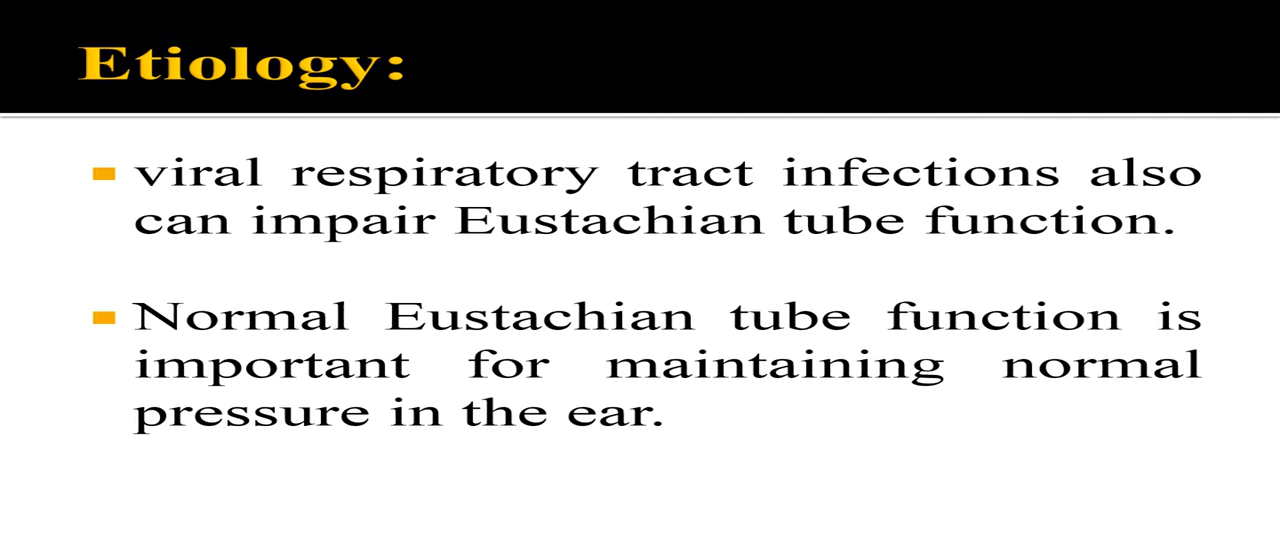 Etiology:
viral respiratory tract infections also
can impair Eustachian tube function.
Normal Eustachian tube function is
important for maintaining normal
pressure in the ear.